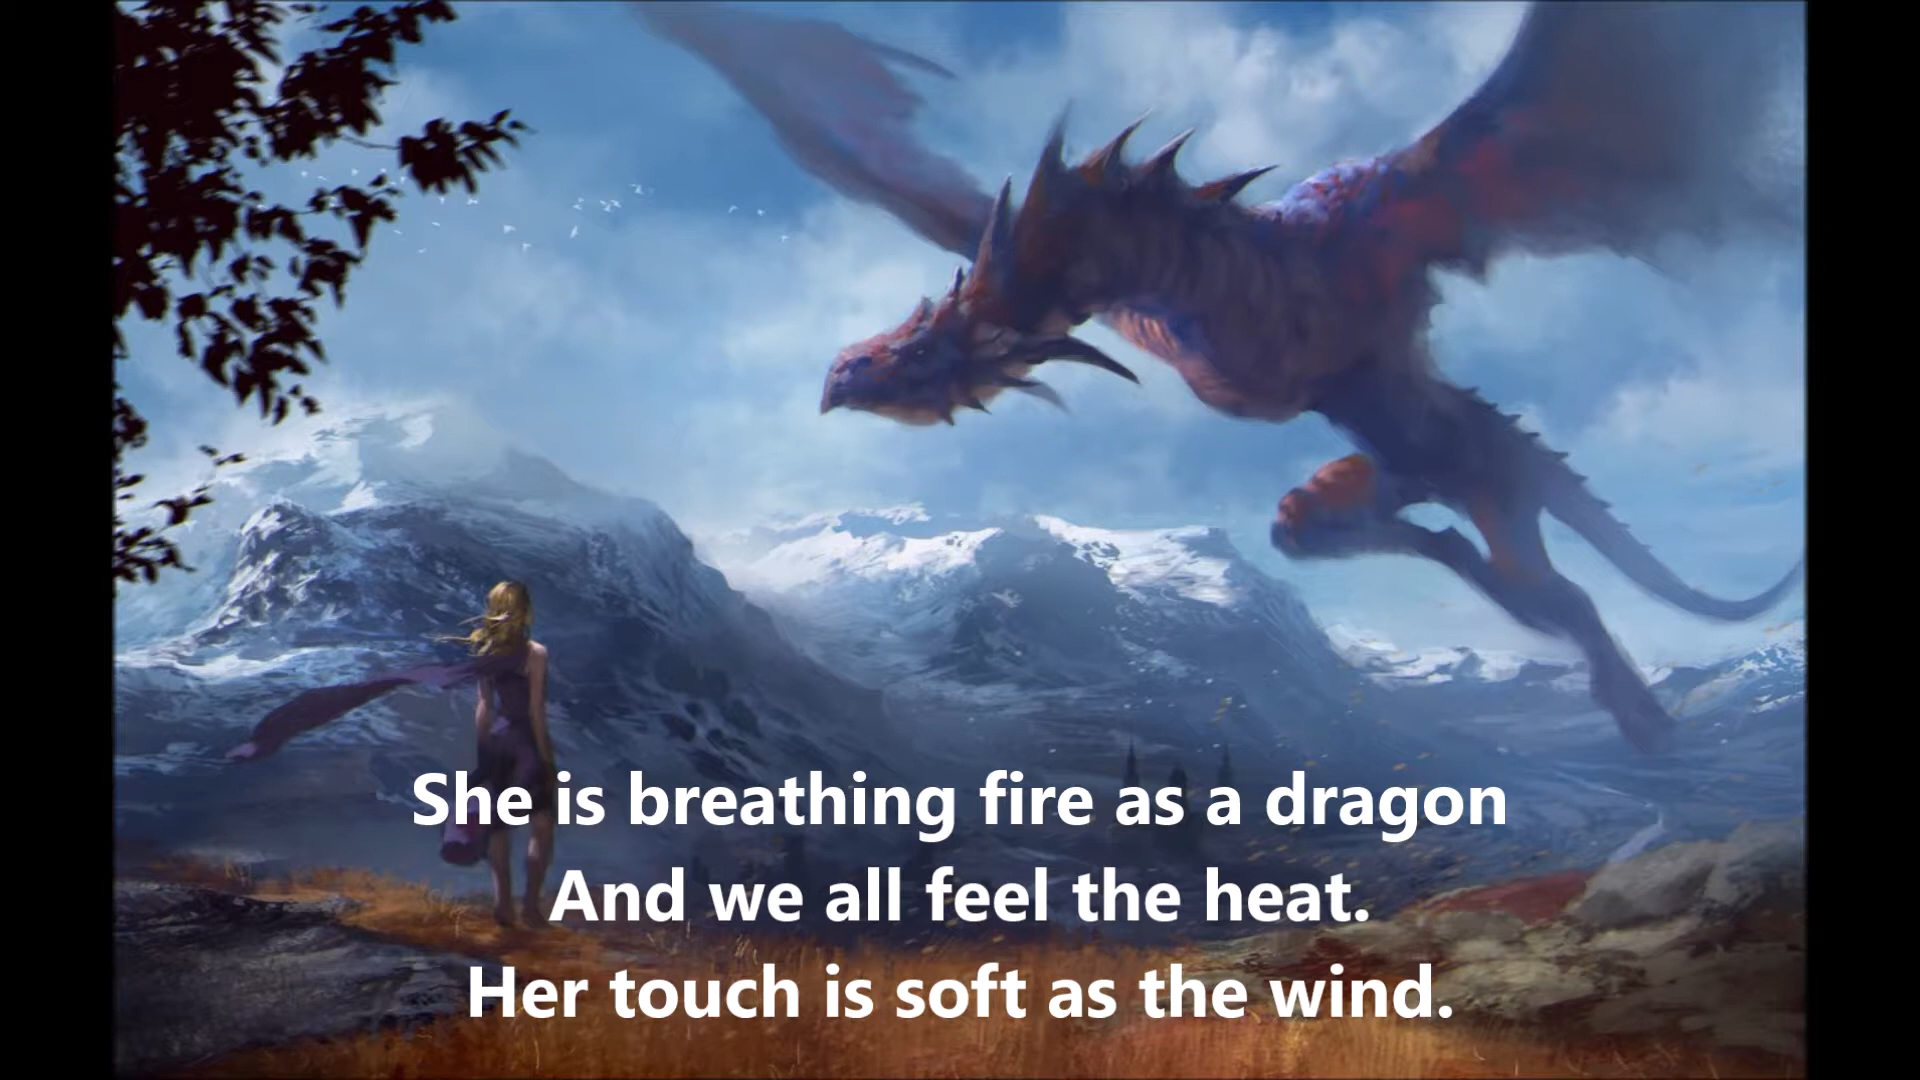 She is breathing fire as a dragon
And we all feel the heat.
Her touch is soft as the wind.